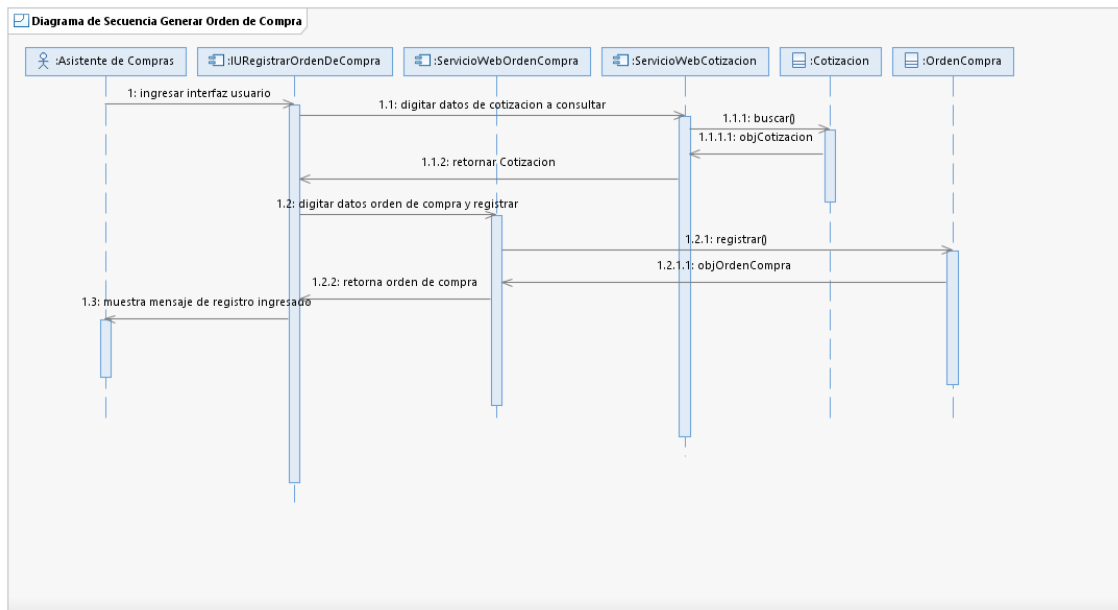 Diagrama de Secuencia Generar Orden de Compra
:Asistente de Compras
:IURegistrarOrdenDeCompra
:ServicioWebOrdenCompra
:ServicioWebCotizacion
:Cotizacion
:OrdenCompra
1: ingresar interfaz usuario
1.1: digitar datos de cotizacion a consultar
1.1.1: buscar()
1.1.1.1: objCotizacion
1.1.2: retornar Cotizacion
1.2: digitar datos orden de compra y registrar
1.2.1: registrar()
1.2.1.1: objOrdenCompra
1.2.2: retorna orden de compra
1.3: muestra mensaje de registro ingresado